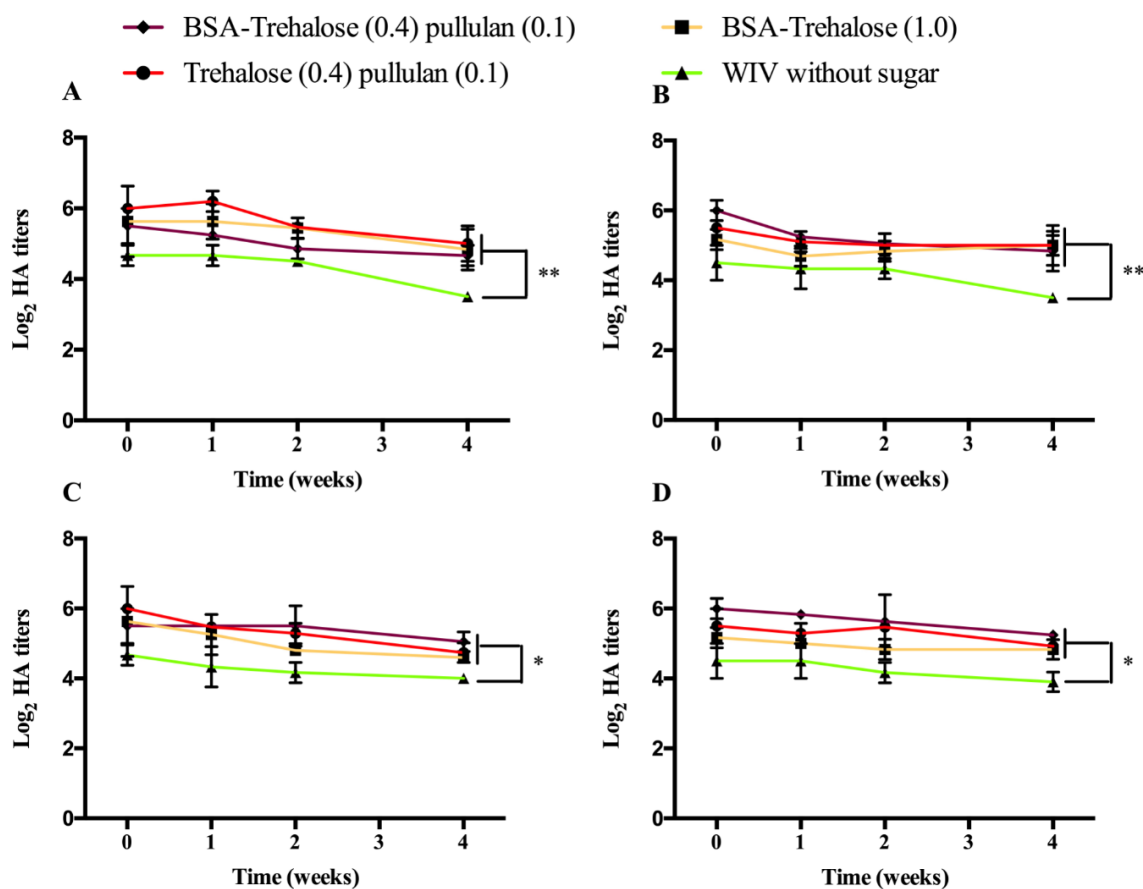 BSA-Trehalose (0.4) pullulan (0.1)
BSA-Trehalose (1.0)
Trehalose (0.4) pullulan (0.1)
WIV without sugar
A
8
6
4
2
0
Log2 HA titers
0 1 2 3 4
Time (weeks)
**
B
8
6
4
2
0
Log2 HA titers
0 1 2 3 4
Time (weeks)
**
C
8
6
4
2
0
Log2 HA titers
0 1 2 3 4
Time (weeks)
*
D
8
6
4
2
0
Log2 HA titers
0 1 2 3 4
Time (weeks)
*